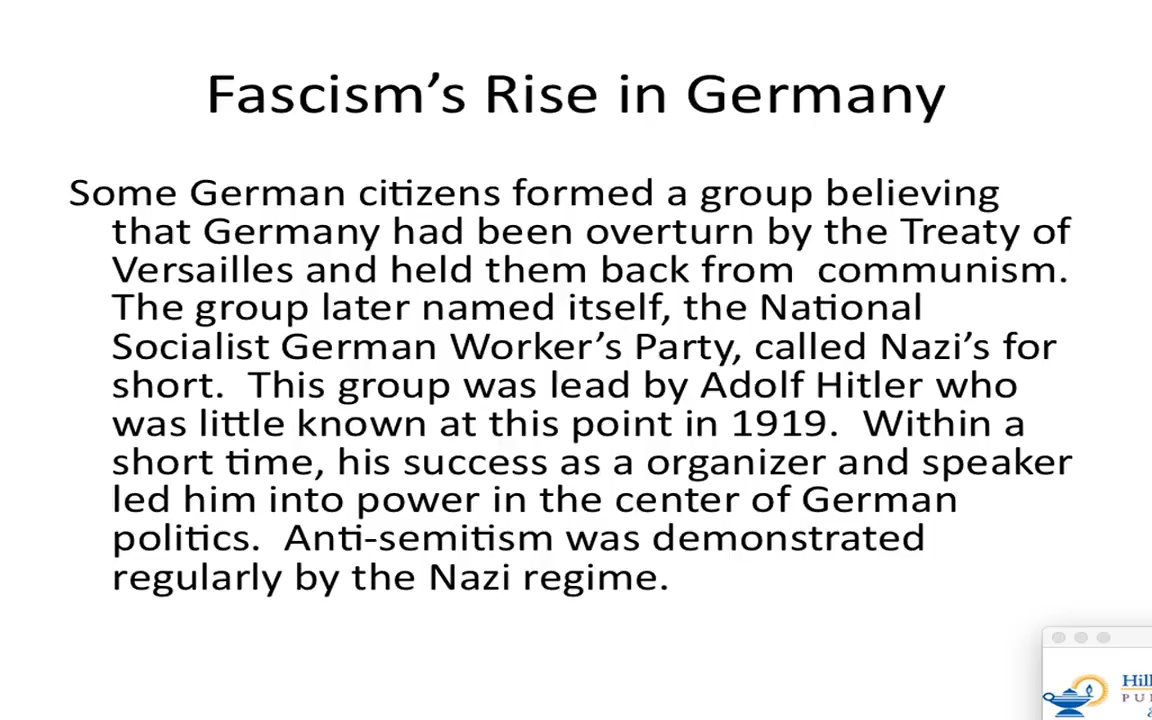 Fascism’s Rise in Germany
Some German citizens formed a group believing
that Germany had been overturn by the Treaty of
Versailles and held them back from  communism.
The group later named itself, the National
Socialist German Worker’s Party, called Nazi’s for
short.  This group was lead by Adolf Hitler who
was little known at this point in 1919.  Within a
short time, his success as a organizer and speaker
led him into power in the center of German
politics.  Anti-semitism was demonstrated
regularly by the Nazi regime.
Hill
PU
&